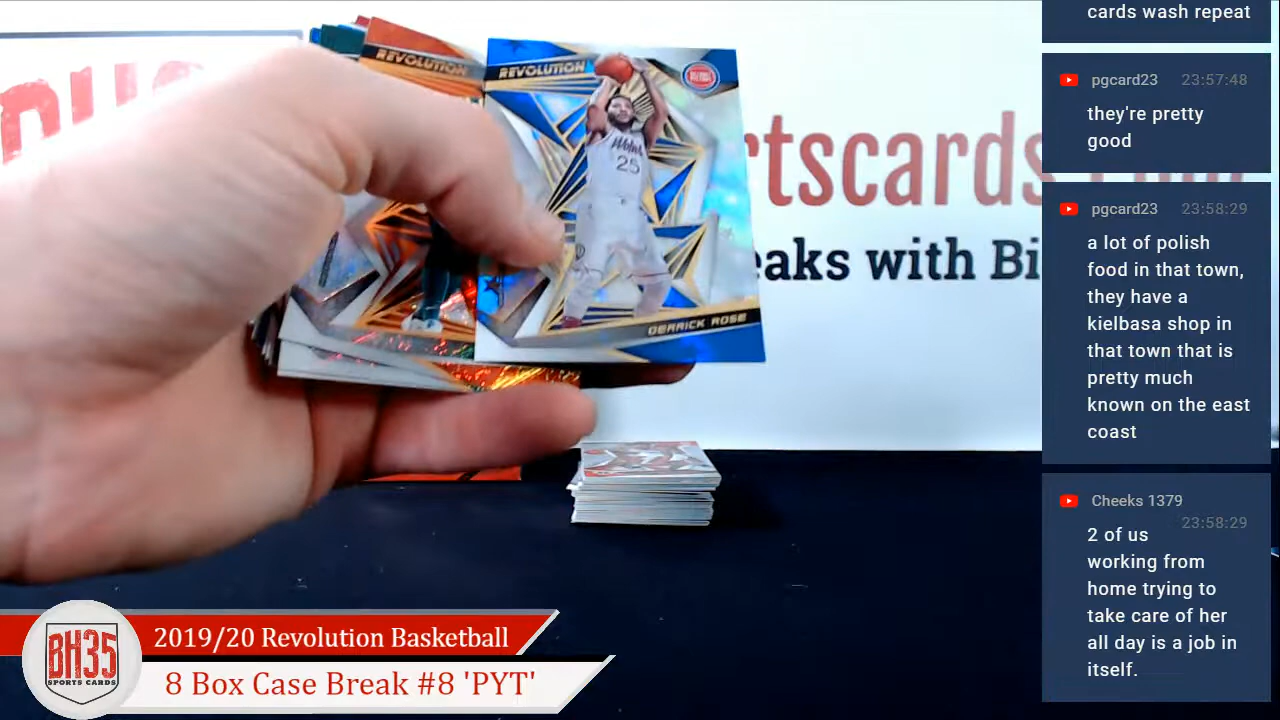 REVOLUTION
REVOLUTION
Wolves
25
DERRICK ROSE
rtscards
eaks with Bi
BH35
SPORTS CARDS
2019/20 Revolution Basketball
8 Box Case Break #8 'PYT'
cards wash repeat
pgcard23 23:57:48
they're pretty
good
pgcard23 23:58:29
a lot of polish
food in that town,
they have a
kielbasa shop in
that town that is
pretty much
known on the east
coast
Cheeks 1379
23:58:29
2 of us
working from
home trying to
take care of her
all day is a job in
itself.